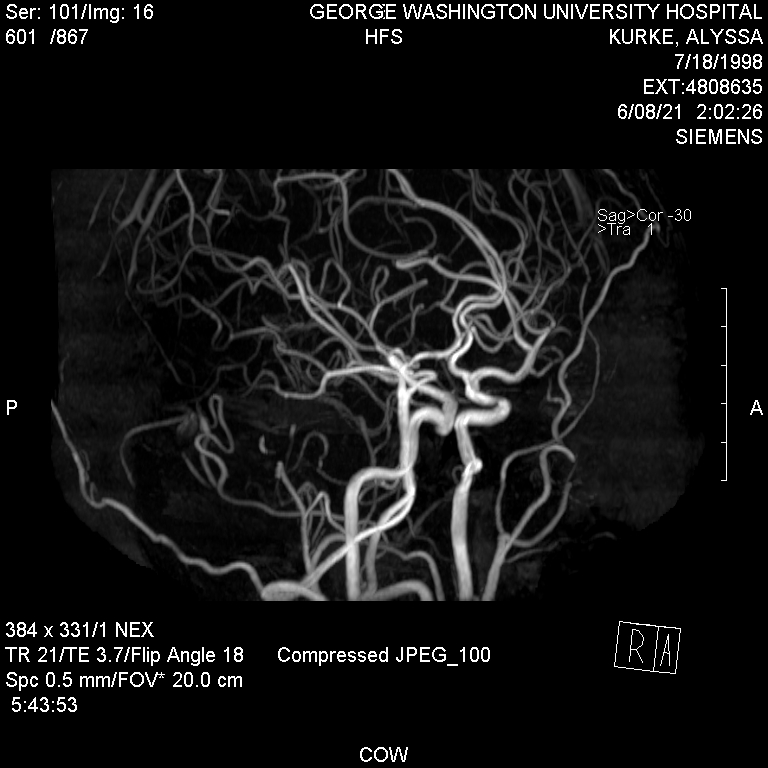 Ser: 101/Img: 16
601 /867
GEORGE WASHINGTON UNIVERSITY HOSPITAL
HFS
KURKE, ALYSSA
7/18/1998
EXT:4808635
6/08/21 2:02:26
SIEMENS
Sag>Cor -30
>Tra 1
P
A
384 x 331/1 NEX
TR 21/TE 3.7/Flip Angle 18
Compressed JPEG_100
Spc 0.5 mm/FOV* 20.0 cm
5:43:53
R A
COW